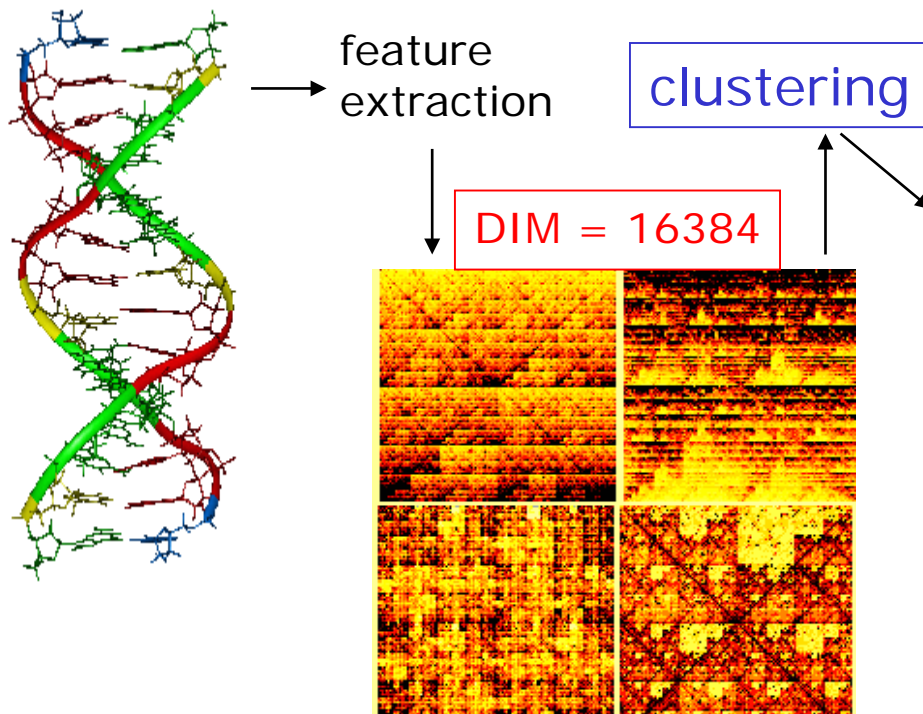 feature
extraction
clustering
DIM = 16384